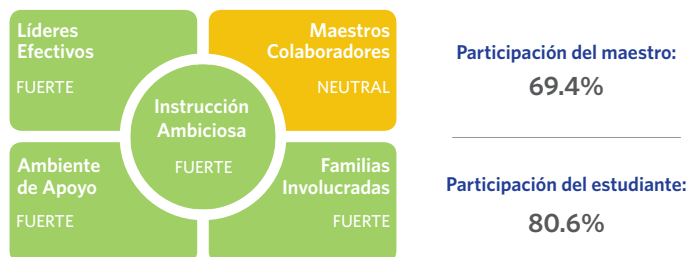 Líderes
Efectivos
FUERTE
Maestros
Colaboradores
NEUTRAL
Instrucción
Ambiciosa
FUERTE
Ambiente
de Apoyo
FUERTE
Familias
Involucradas
FUERTE
Participación del maestro:
69.4%
Participación del estudiante:
80.6%